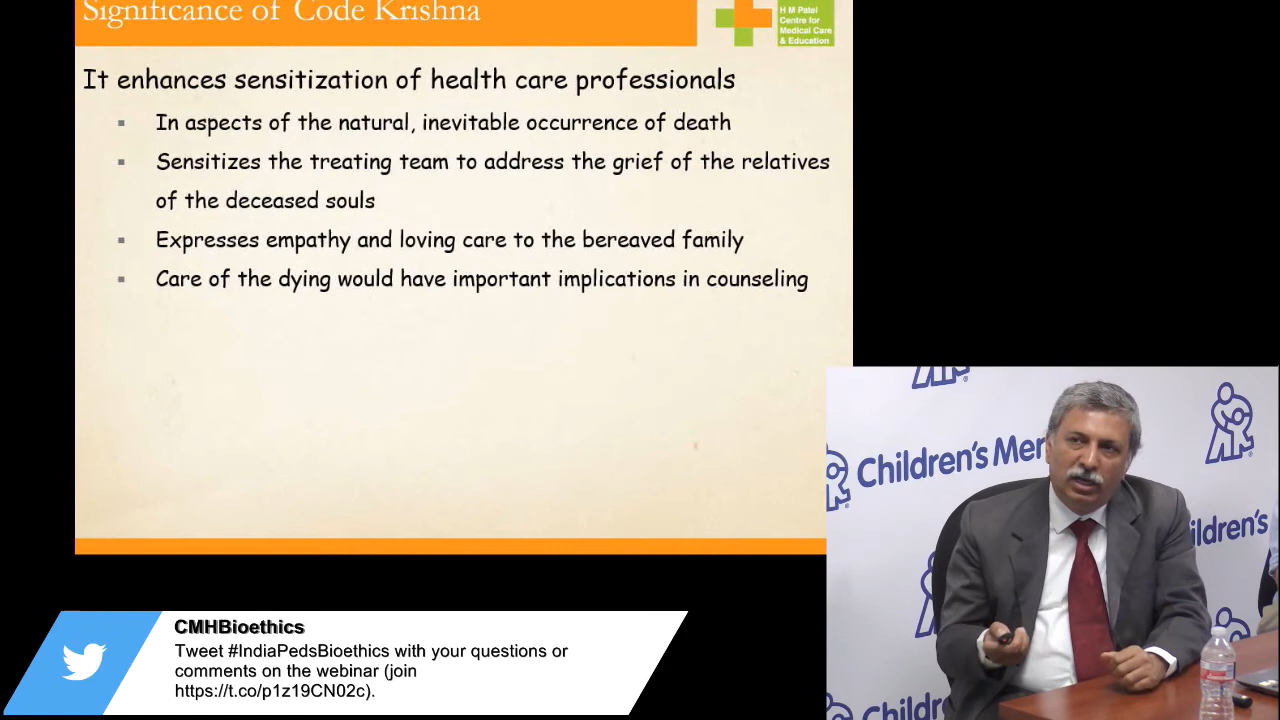 Significance of Code Krishna
H M Patel
Centre for
Medical Care
& Education
It enhances sensitization of health care professionals
In aspects of the natural, inevitable occurrence of death
Sensitizes the treating team to address the grief of the relatives
of the deceased souls
Expresses empathy and loving care to the bereaved family
Care of the dying would have important implications in counseling
Children's Mer
ildren's
Children's
CMHBioethics
Tweet #IndiaPedsBioethics with your questions or
comments on the webinar (join
https://t.co/p1z19CN02c).